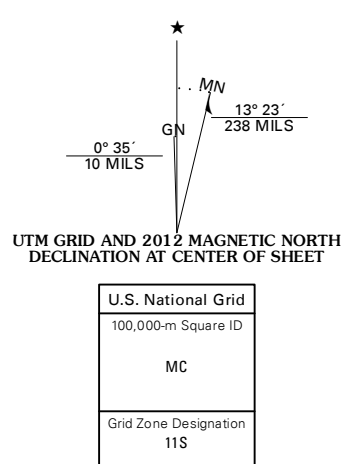 ★
MN
13° 23´
238 MILS
GN
0° 35´
10 MILS
UTM GRID AND 2012 MAGNETIC NORTH
DECLINATION AT CENTER OF SHEET
U.S. National Grid
100,000-m Square ID
MC
Grid Zone Designation
11S